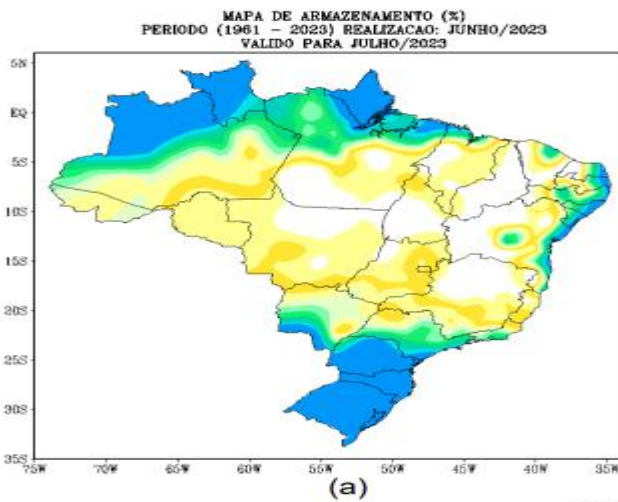 MAPA DE ARMAZENAMENTO (%)
PERIODO (1961 - 2023) REALIZACAO: JUNHO/2023
VALIDO PARA JULHO/2023
5N
EQ
5S
10S
15S
20S
25S
30S
35S
75W 70W 65W 60W 55W 50W 45W 40W 35W
(a)